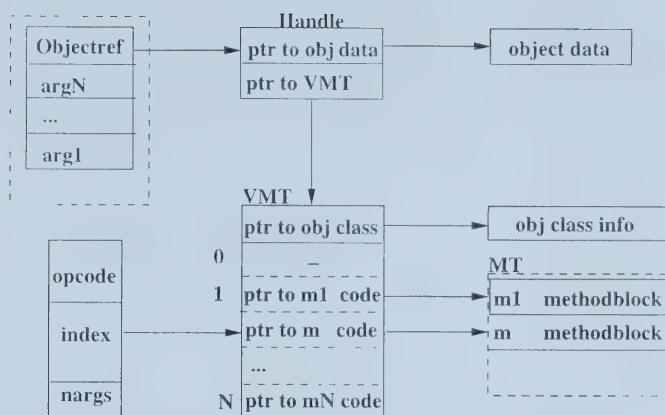 Handle
Objectref
argN
...
arg1
ptr to obj data
ptr to VMT
object data
VMT
ptr to obj class
obj class info
0
–
1
ptr to m1 code
ptr to m code
...
N
ptr to mN code
MT
m1 methodblock
m methodblock
opcode
index
nargs